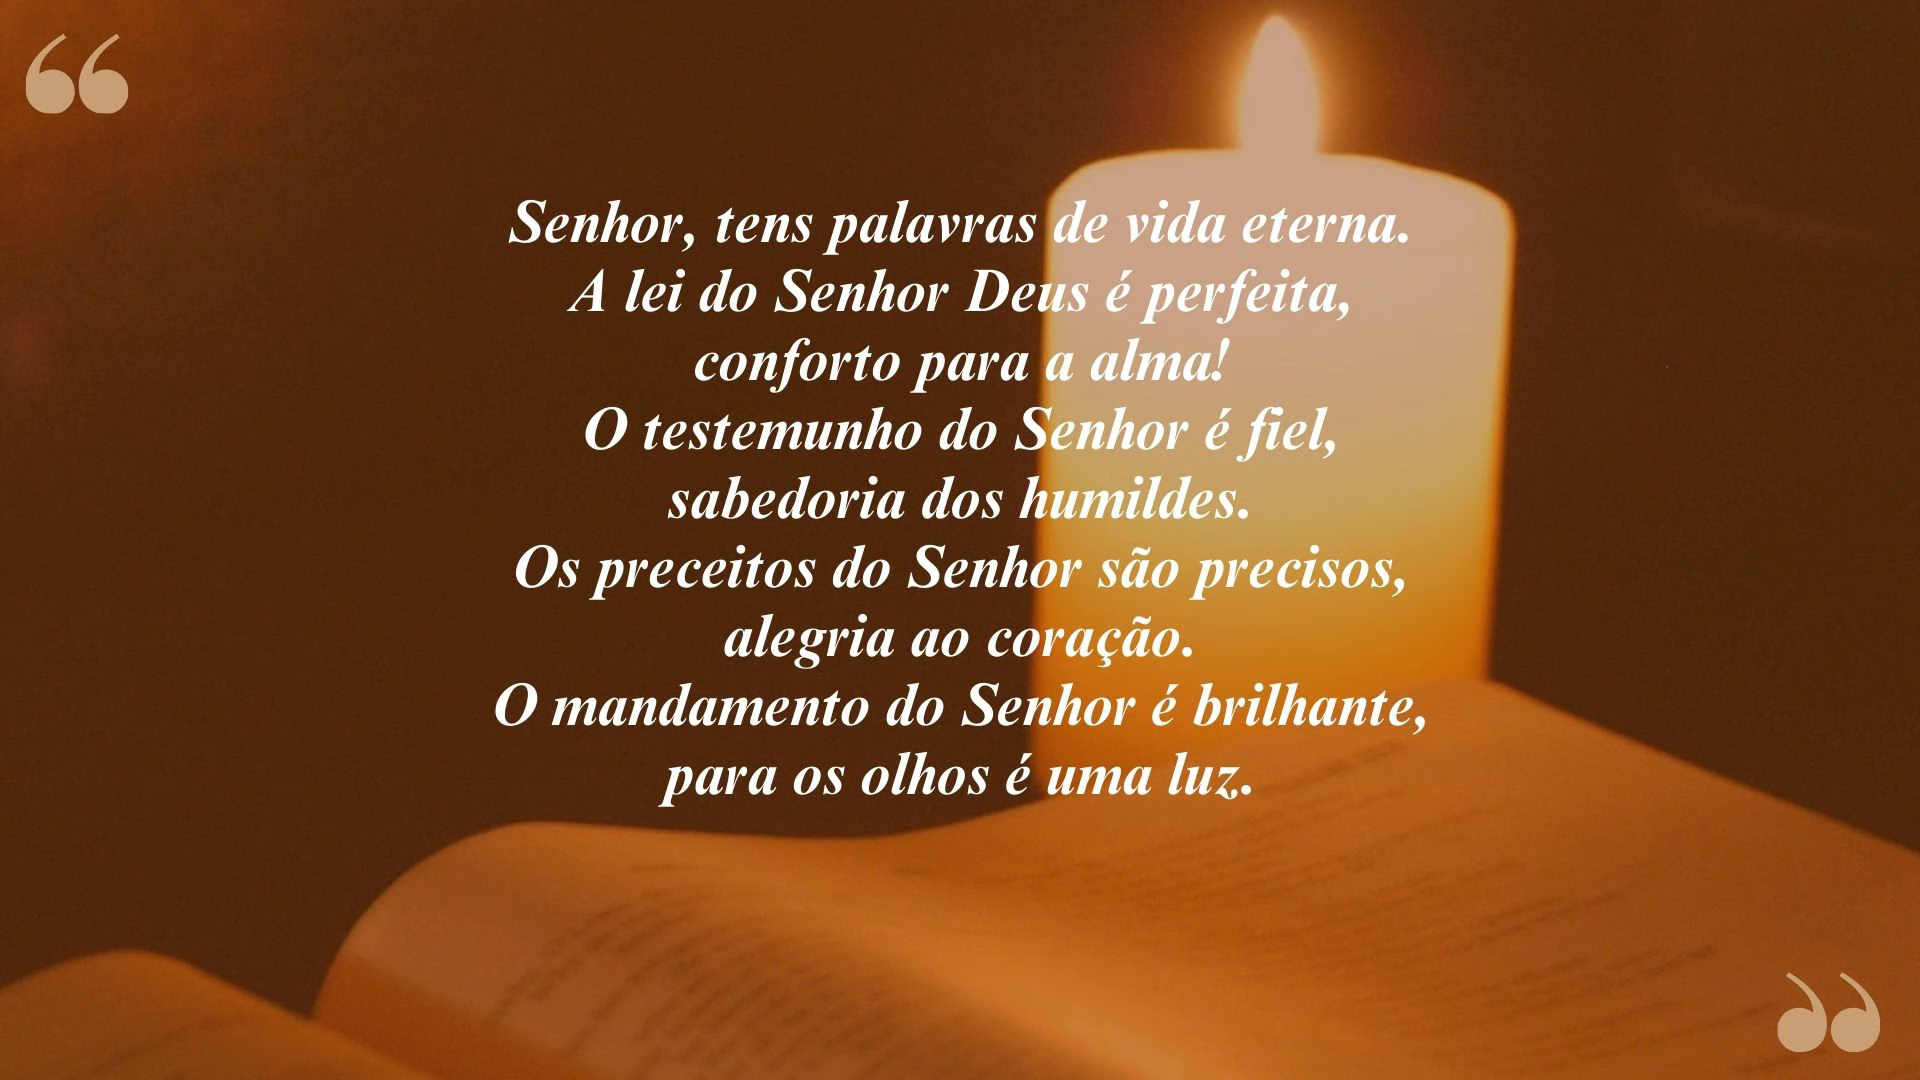 Senhor, tens palavras de vida eterna.
A lei do Senhor Deus é perfeita,
conforto para a alma!
O testemunho do Senhor é fiel,
sabedoria dos humildes.
Os preceitos do Senhor são precisos,
alegria ao coração.
O mandamento do Senhor é brilhante,
para os olhos é uma luz.